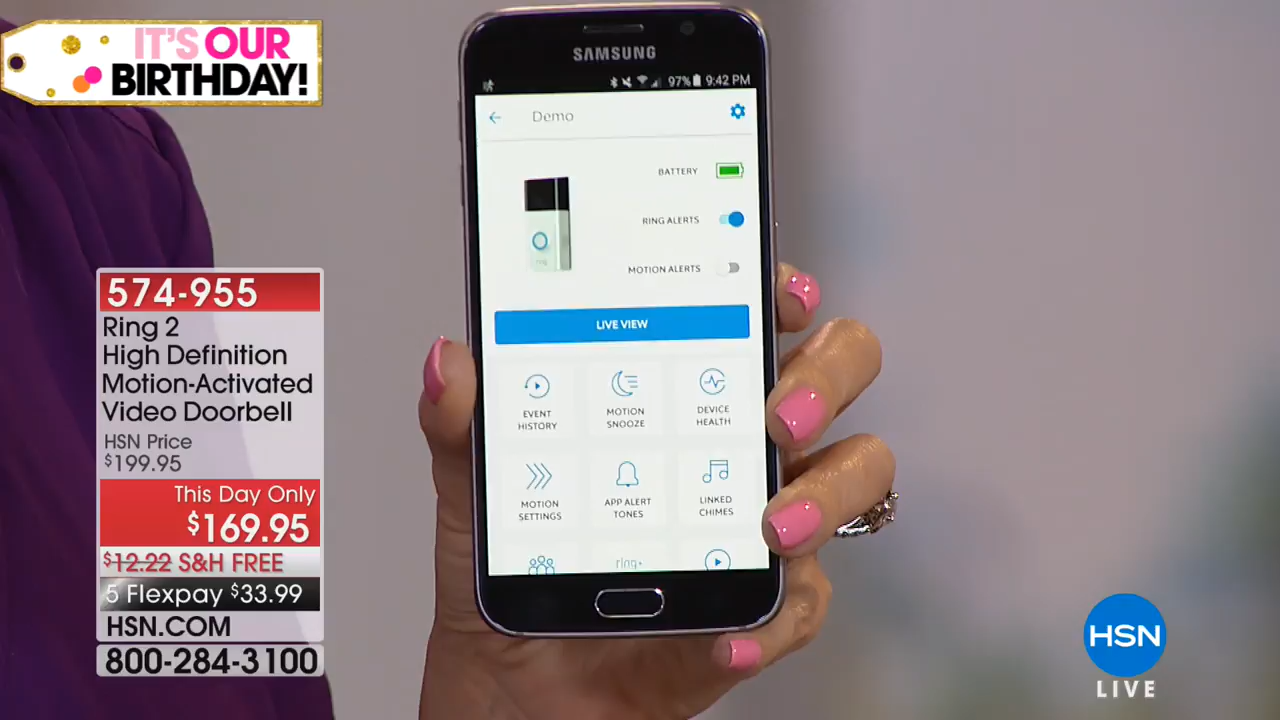 IT'S OUR
BIRTHDAY!
SAMSUNG
97% 9:42 PM
Demo
BATTERY
RING ALERTS
MOTION ALERTS
ring
LIVE VIEW
EVENT
HISTORY
MOTION
SNOOZE
DEVICE
HEALTH
MOTION
SETTINGS
APP ALERT
TONES
LINKED
CHIMES
ring+
574-955
Ring 2
High Definition
Motion-Activated
Video Doorbell
HSN Price
$199.95
This Day Only
$169.95
$12.22 S&H FREE
5 Flexpay $33.99
HSN.COM
800-284-3100
HSN
LIVE